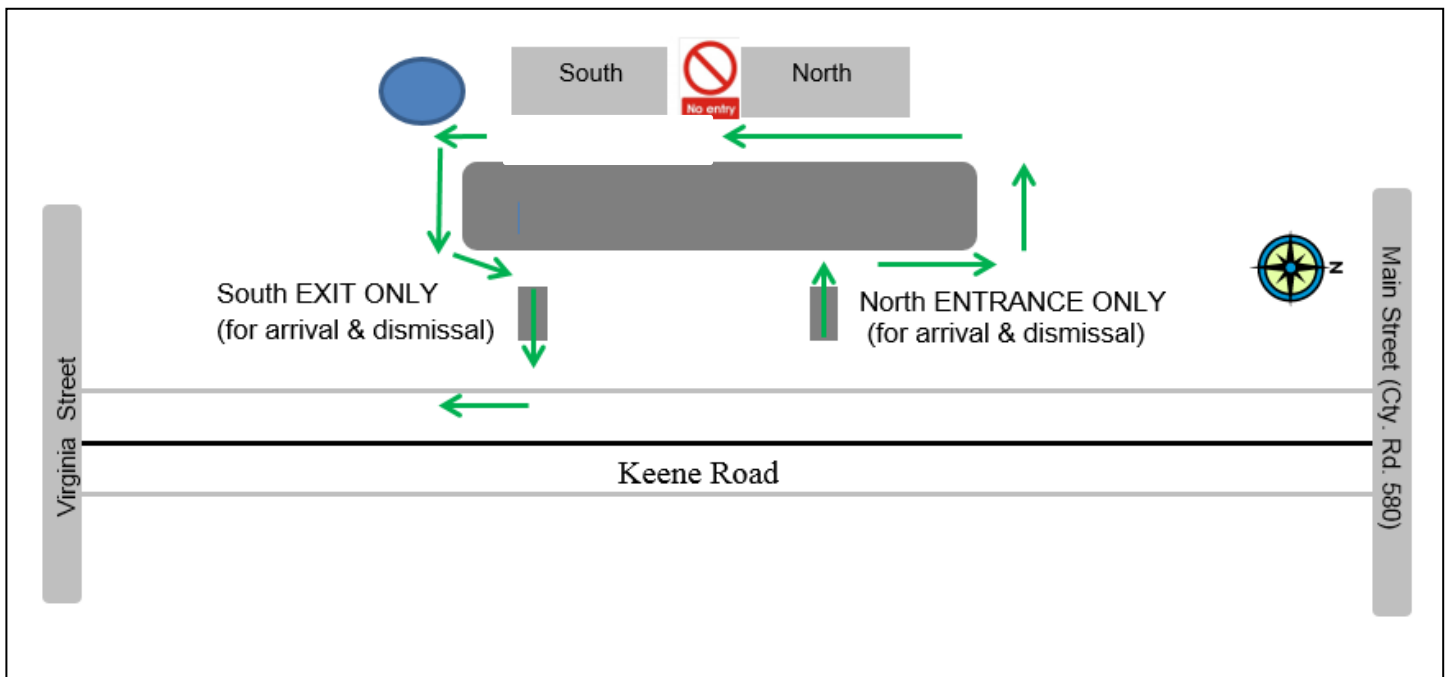 South
No entry
North
South EXIT ONLY
(for arrival & dismissal)
North ENTRANCE ONLY
(for arrival & dismissal)
N
Virginia Street
Main Street (Cty. Rd. 580)
Keene Road